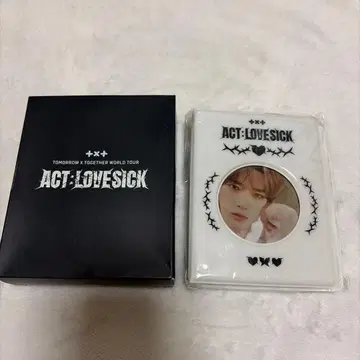 +x+
TOMORROW X TOGETHER WORLD TOUR
ACT:LOVESICK
+x+
ACT:LOVESICK